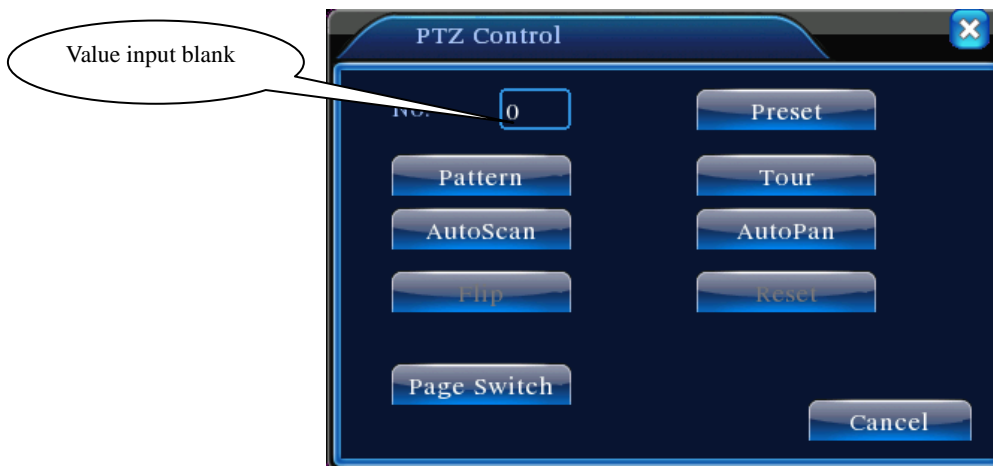 Value input blank
PTZ Control
No. 0 Preset
Pattern Tour
AutoScan AutoPan
Flip Reset
Page Switch
Cancel